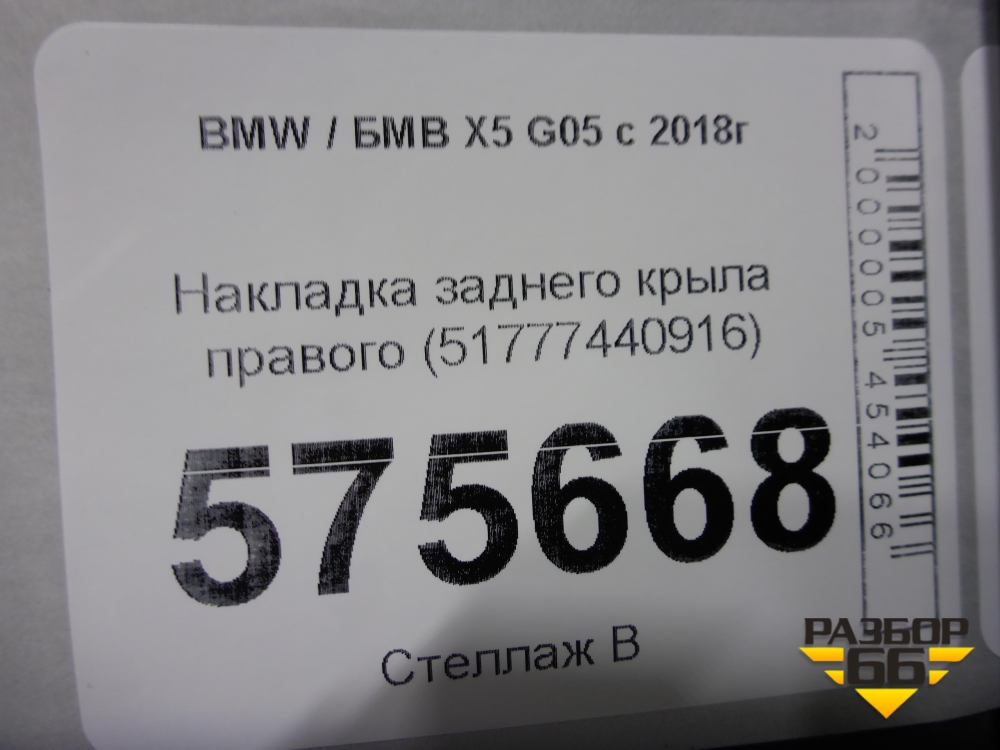 BMW / БМВ X5 G05 с 2018г
Накладка заднего крыла
правого (51777440916)
575668
Стеллаж В
2000005454066
РАЗБОР
66